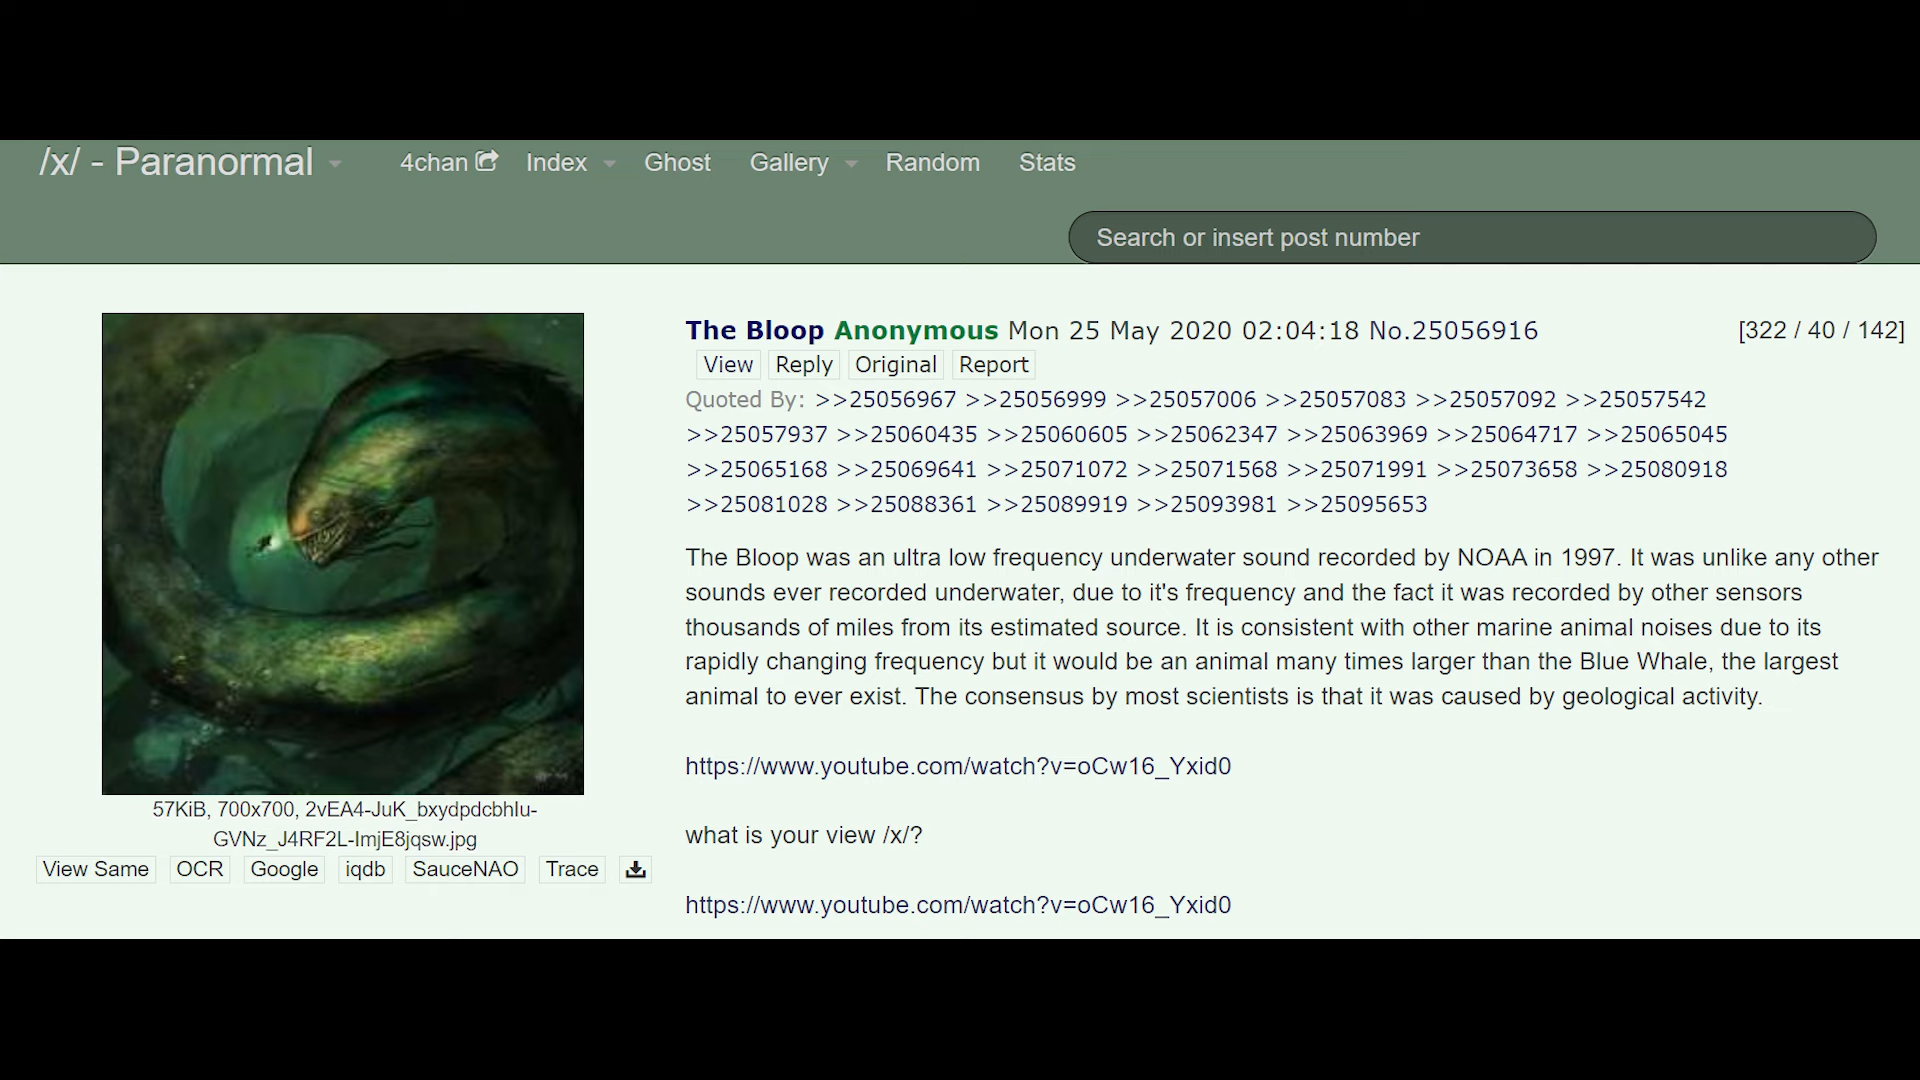 /x/ - Paranormal 4chan Index Ghost Gallery Random Stats
Search or insert post number
The Bloop Anonymous Mon 25 May 2020 02:04:18 No.25056916 [322 / 40 / 142]
View Reply Original Report
Quoted By: >>25056967 >>25056999 >>25057006 >>25057083 >>25057092 >>25057542
>>25057937 >>25060435 >>25060605 >>25062347 >>25063969 >>25064717 >>25065045
>>25065168 >>25069641 >>25071072 >>25071568 >>25071991 >>25073658 >>25080918
>>25081028 >>25088361 >>25089919 >>25093981 >>25095653
The Bloop was an ultra low frequency underwater sound recorded by NOAA in 1997. It was unlike any other
sounds ever recorded underwater, due to it's frequency and the fact it was recorded by other sensors
thousands of miles from its estimated source. It is consistent with other marine animal noises due to its
rapidly changing frequency but it would be an animal many times larger than the Blue Whale, the largest
animal to ever exist. The consensus by most scientists is that it was caused by geological activity.
https://www.youtube.com/watch?v=oCw16_Yxid0
what is your view /x/?
https://www.youtube.com/watch?v=oCw16_Yxid0
57KiB, 700x700, 2vEA4-JuK_bxydpdcbhIu-
GVNz_J4RF2L-ImjE8jqsw.jpg
View Same OCR Google iqdb SauceNAO Trace